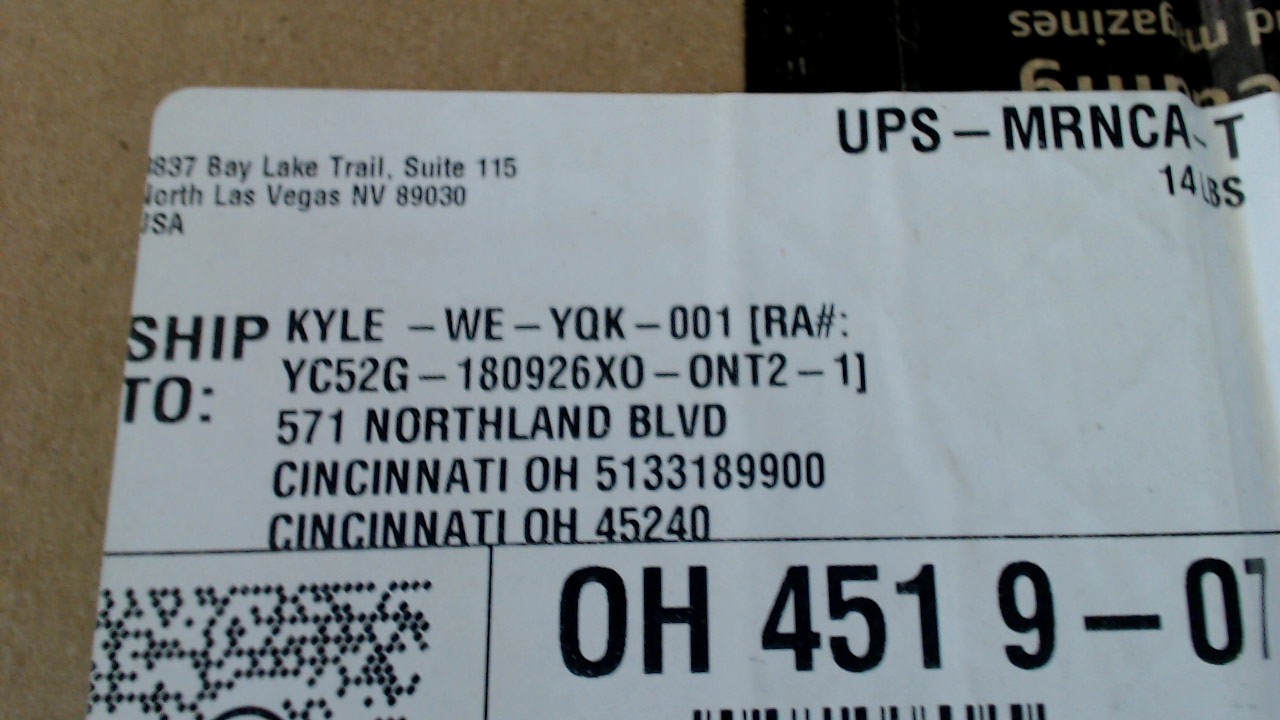 magazines
UPS – MRNCA- T
14 LBS
Bay Lake Trail, Suite 115
North Las Vegas NV 89030
USA
SHIP TO:
KYLE – WE – YQK – 001 [RA#:
YC52G – 180926XO – ONT2 – 1]
571 NORTHLAND BLVD
CINCINNATI OH 5133189900
CINCINNATI OH 45240
OH 451 9 – 0